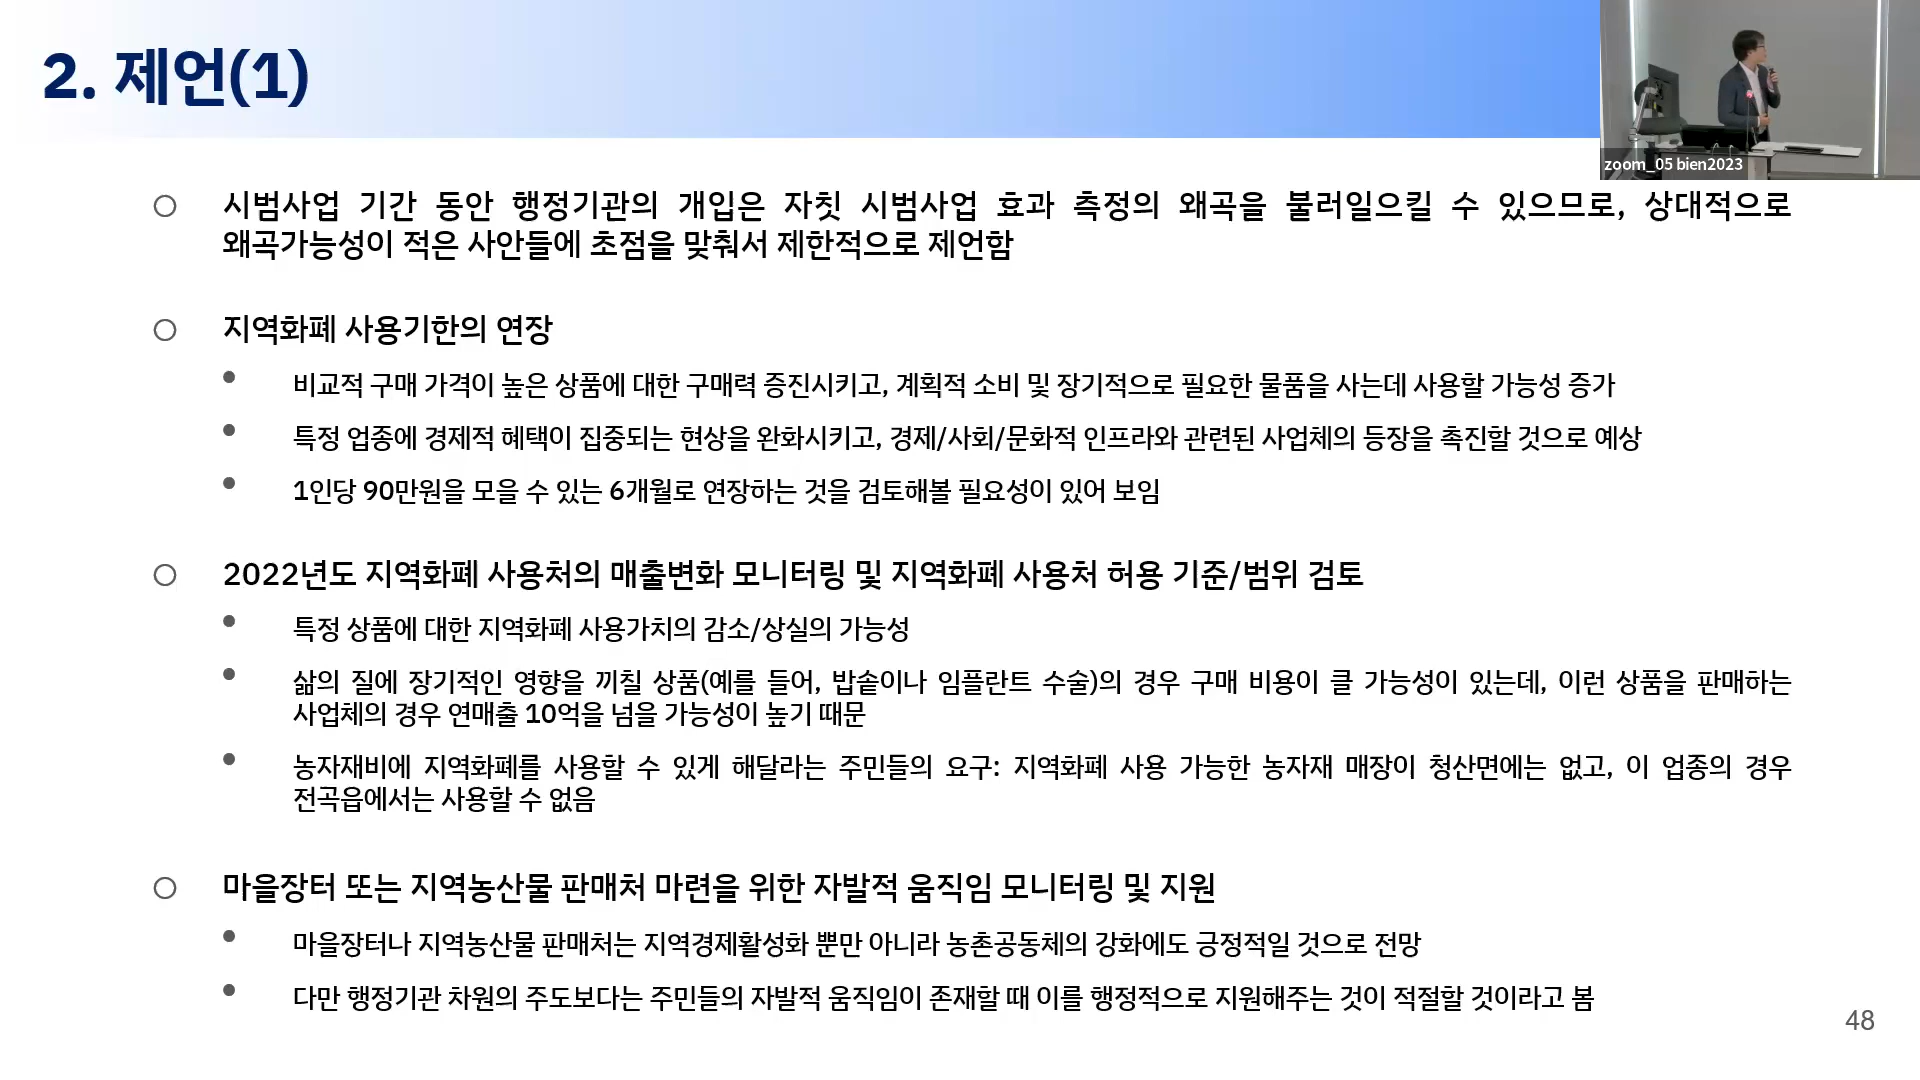 2. 제언(1)
zoom_05 bien2023
○ 시범사업 기간 동안 행정기관의 개입은 자칫 시범사업 효과 측정의 왜곡을 불러일으킬 수 있으므로, 상대적으로
왜곡가능성이 적은 사안들에 초점을 맞춰서 제한적으로 제언함
○ 지역화폐 사용기한의 연장
• 비교적 구매 가격이 높은 상품에 대한 구매력 증진시키고, 계획적 소비 및 장기적으로 필요한 물품을 사는데 사용할 가능성 증가
• 특정 업종에 경제적 혜택이 집중되는 현상을 완화시키고, 경제/사회/문화적 인프라와 관련된 사업체의 등장을 촉진할 것으로 예상
• 1인당 90만원을 모을 수 있는 6개월로 연장하는 것을 검토해볼 필요성이 있어 보임
○ 2022년도 지역화폐 사용처의 매출변화 모니터링 및 지역화폐 사용처 허용 기준/범위 검토
• 특정 상품에 대한 지역화폐 사용가치의 감소/상실의 가능성
• 삶의 질에 장기적인 영향을 끼칠 상품(예를 들어, 밥솥이나 임플란트 수술)의 경우 구매 비용이 클 가능성이 있는데, 이런 상품을 판매하는
사업체의 경우 연매출 10억을 넘을 가능성이 높기 때문
• 농자재비에 지역화폐를 사용할 수 있게 해달라는 주민들의 요구: 지역화폐 사용 가능한 농자재 매장이 청산면에는 없고, 이 업종의 경우
전곡읍에서는 사용할 수 없음
○ 마을장터 또는 지역농산물 판매처 마련을 위한 자발적 움직임 모니터링 및 지원
• 마을장터나 지역농산물 판매처는 지역경제활성화 뿐만 아니라 농촌공동체의 강화에도 긍정적일 것으로 전망
• 다만 행정기관 차원의 주도보다는 주민들의 자발적 움직임이 존재할 때 이를 행정적으로 지원해주는 것이 적절할 것이라고 봄
48